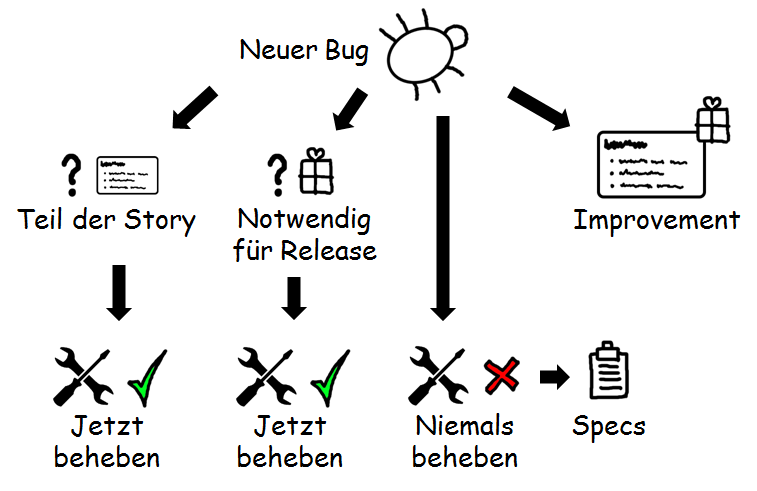 Neuer Bug
Teil der Story
Notwendig
für Release
Improvement
Jetzt
beheben
Jetzt
beheben
Niemals
beheben
Specs